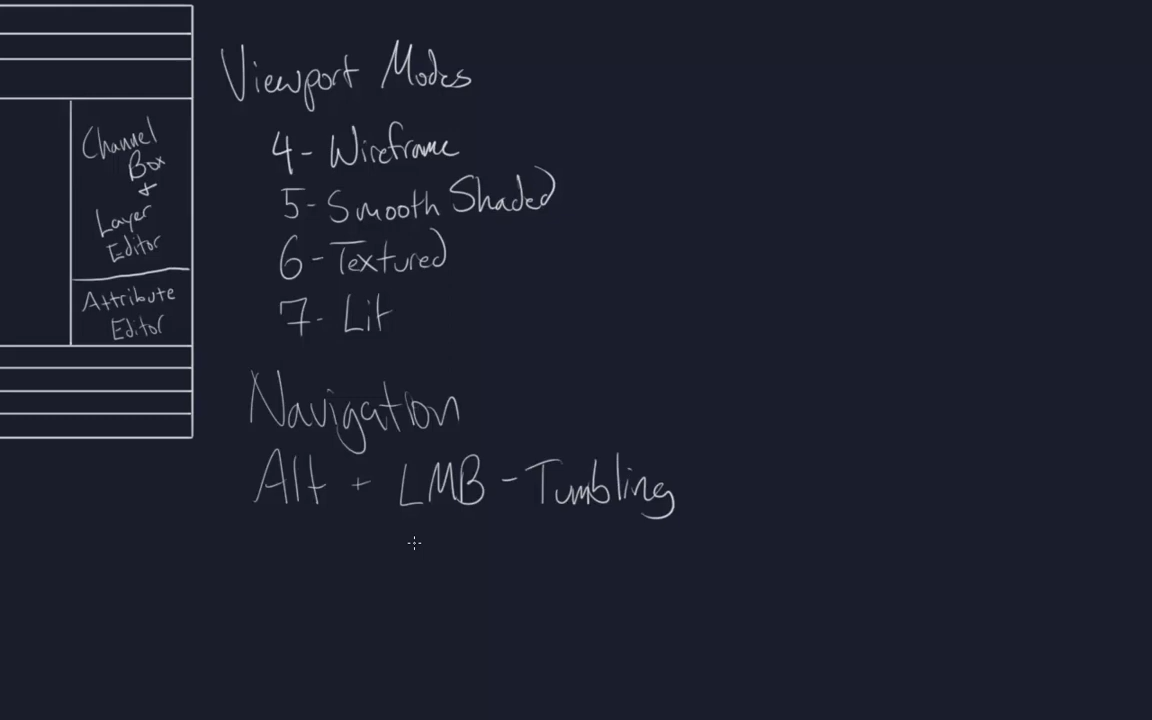 Channel
Box
+
Layer
Editor
Attribute
Editor
Viewport Modes
4- Wireframe
5- Smooth Shaded
6- Textured
7- Lit
Navigation
Alt + LMB - Tumbling